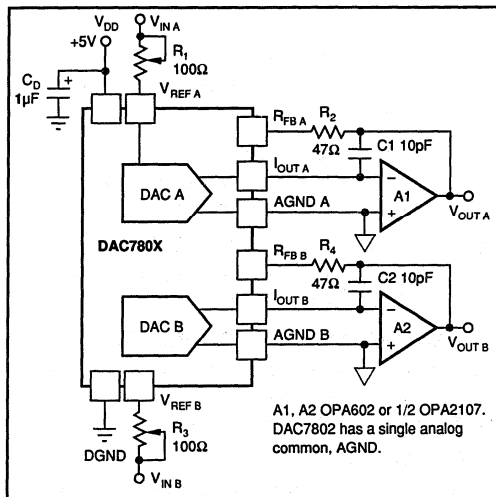 V_DD
+5V
C_D
1µF
+
V_IN A
R_1
100Ω
V_REF A
R_FB A
R_2
47Ω
C1 10pF
I_OUT A
−
A1
+
V_OUT A
AGND A
DAC A
DAC780X
R_FB B
R_4
47Ω
C2 10pF
I_OUT B
−
A2
+
V_OUT B
AGND B
DAC B
V_REF B
DGND
R_3
100Ω
V_IN B
A1, A2 OPA602 or 1/2 OPA2107.
DAC7802 has a single analog
common, AGND.